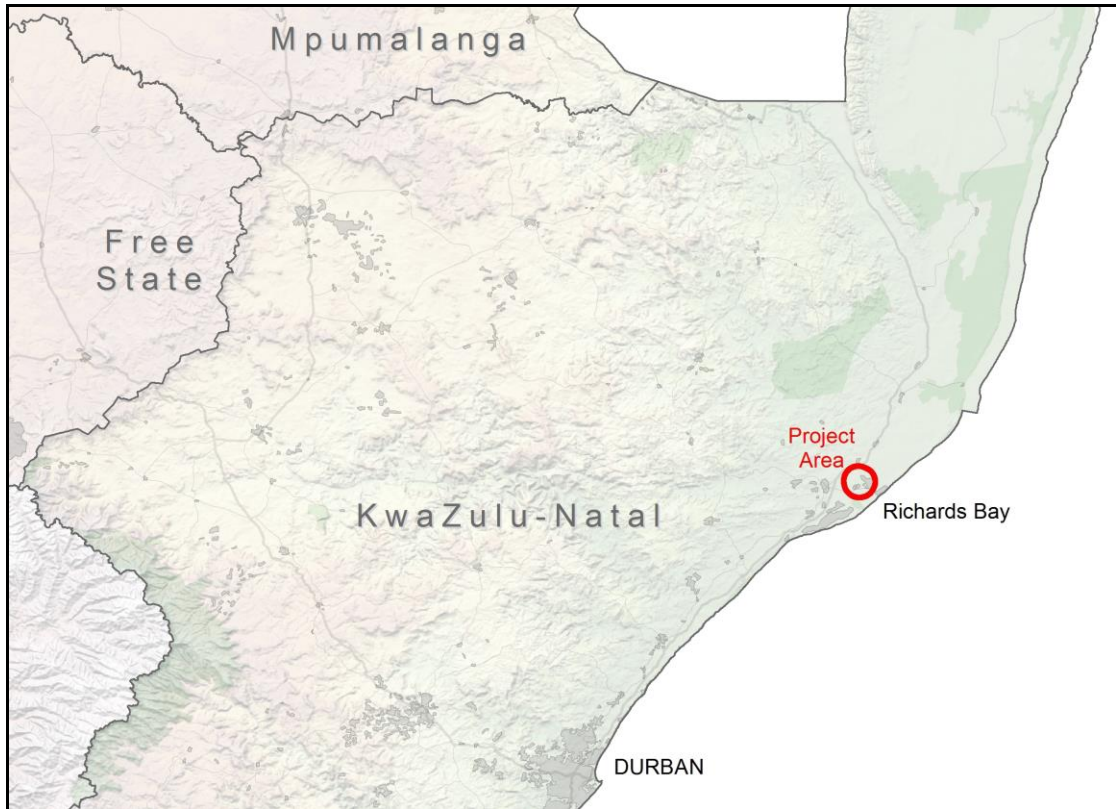 Mpumalanga
Free
State
Project
Area
KwaZulu-Natal
Richards Bay
DURBAN